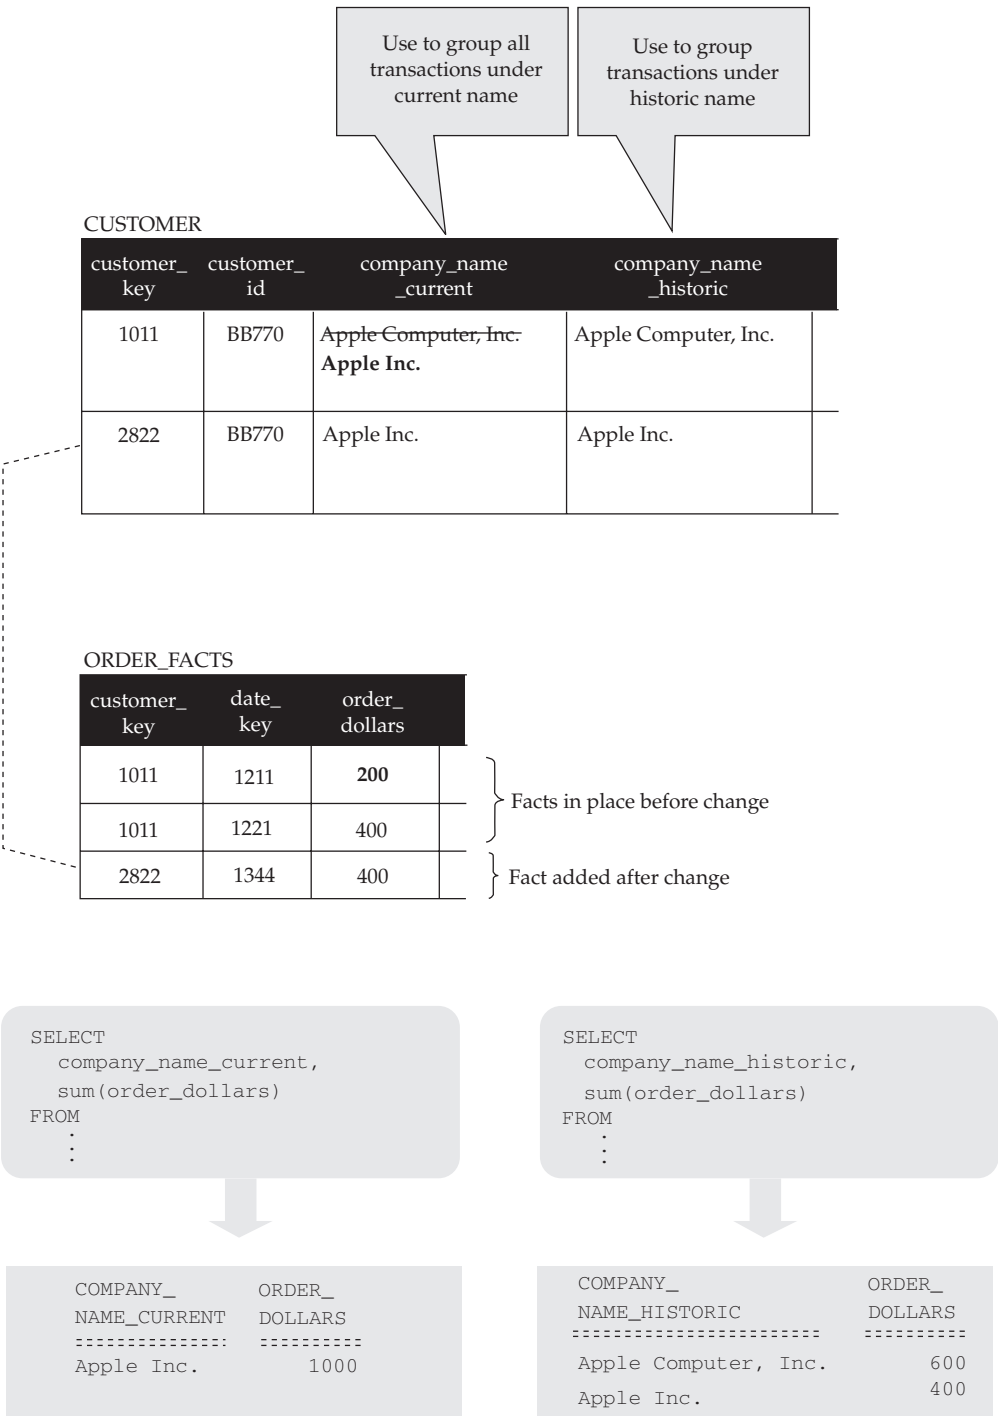 Use to group all
transactions under
current name
Use to group
transactions under
historic name
CUSTOMER
customer_
key
customer_
id
company_name
_current
company_name
_historic
1011
BB770
Apple Computer, Inc.
Apple Inc.
Apple Computer, Inc.
2822
BB770
Apple Inc.
Apple Inc.
ORDER_FACTS
customer_
key
date_
key
order_
dollars
1011
1211
200
1011
1221
400
2822
1344
400
Facts in place before change
Fact added after change
SELECT
company_name_current,
sum(order_dollars)
FROM
SELECT
company_name_historic,
sum(order_dollars)
FROM
COMPANY_
NAME_CURRENT
ORDER_
DOLLARS
Apple Inc. 1000
COMPANY_
NAME_HISTORIC
ORDER_
DOLLARS
Apple Computer, Inc. 600
Apple Inc. 400